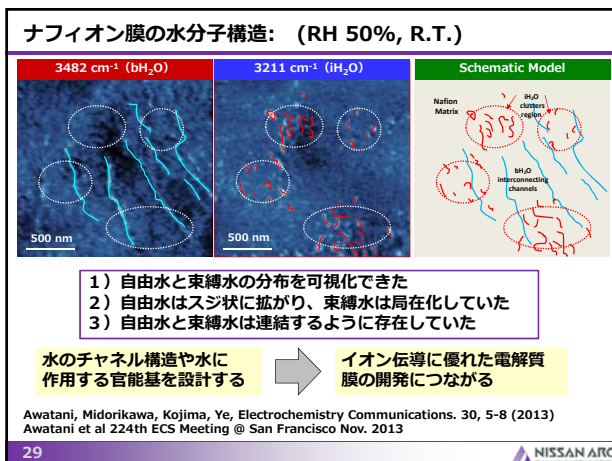 ナフィオン膜の水分子構造: (RH 50%, R.T.)
3482 cm⁻¹ (bH₂O)
3211 cm⁻¹ (iH₂O)
Schematic Model
500 nm
500 nm
Nafion
Matrix
iH₂O
clusters
region
bH₂O
interconnecting
channels
1)自由水と束縛水の分布を可視化できた
2)自由水はスジ状に拡がり、束縛水は局在化していた
3)自由水と束縛水は連結するように存在していた
水のチャネル構造や水に
作用する官能基を設計する
イオン伝導に優れた電解質
膜の開発につながる
Awatani, Midorikawa, Kojima, Ye, Electrochemistry Communications. 30, 5-8 (2013)
Awatani et al 224th ECS Meeting @ San Francisco Nov. 2013
29
NISSAN ARC